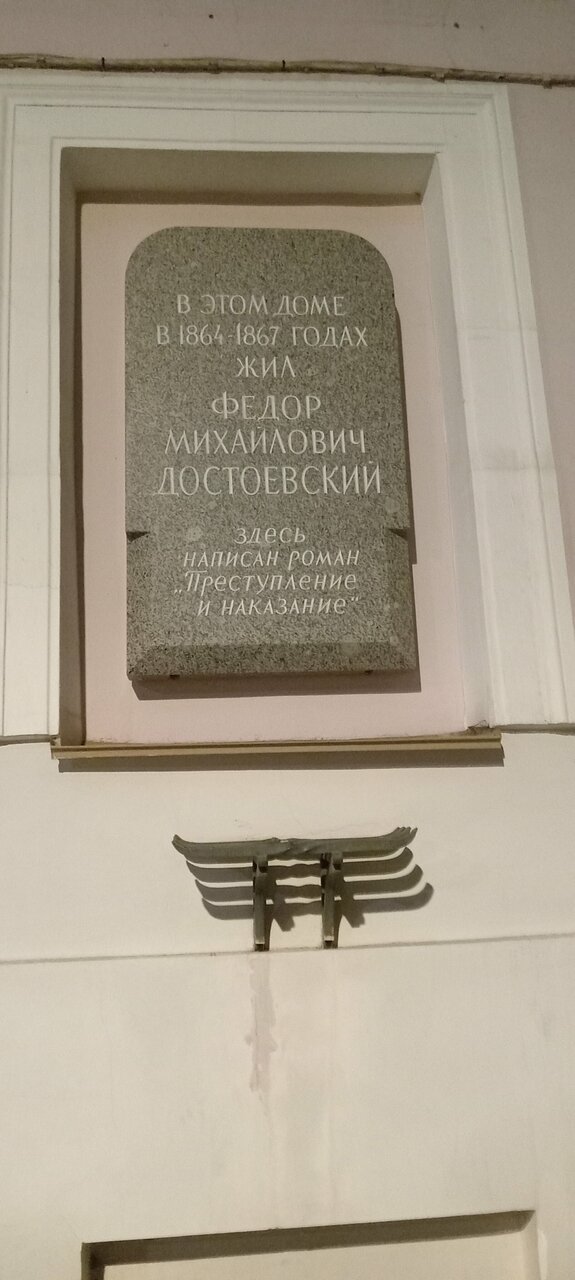 В ЭТОМ ДОМЕ
В 1864-1867 ГОДАХ
ЖИЛ
ФЕДОР
МИХАЙЛОВИЧ
ДОСТОЕВСКИЙ
ЗДЕСЬ
НАПИСАН РОМАН
„Преступление
и НАКАЗАНИЕ“